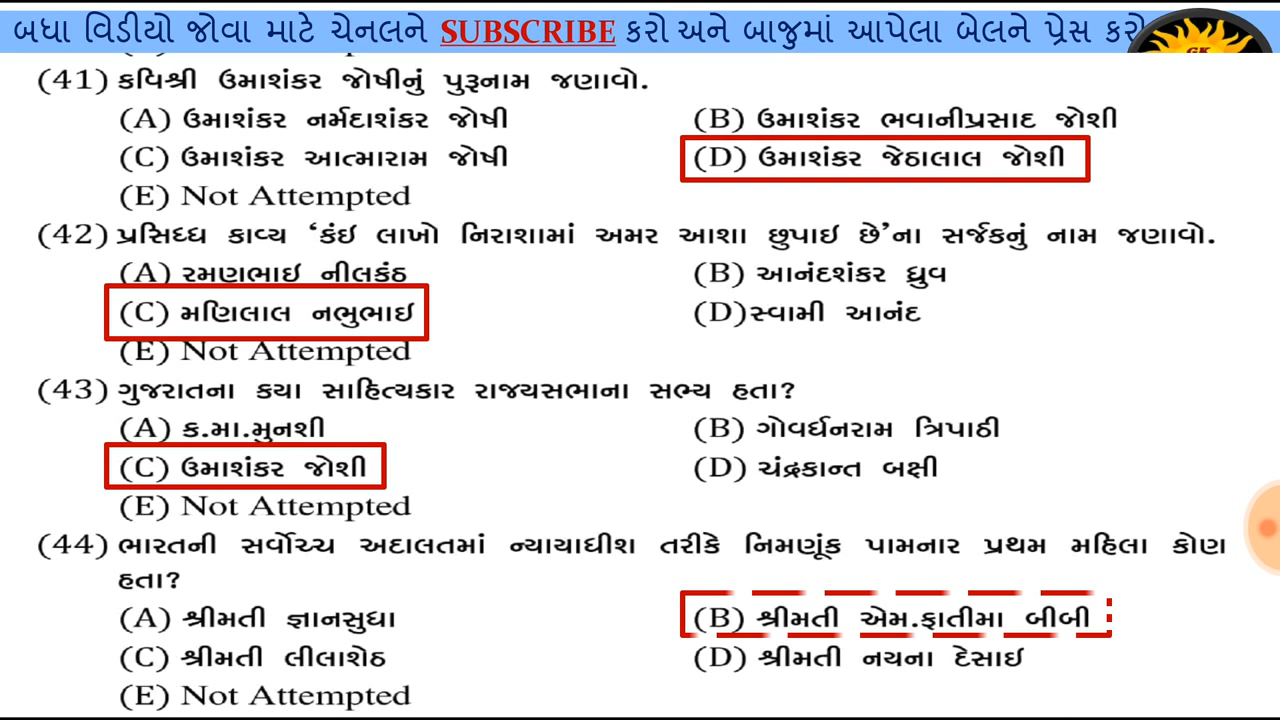 બધા વિડીયો જોવા માટે ચેનલને SUBSCRIBE કરો અને બાજુમાં આપેલા બેલને પ્રેસ કરો
GK
(41) કવિશ્રી ઉમાશંકર જોષીનું પુરૂનામ જણાવો.
(A) ઉમાશંકર નર્મદાશંકર જોષી (B) ઉમાશંકર ભવાનીપ્રસાદ જોશી
(C) ઉમાશંકર આત્મારામ જોષી (D) ઉમાશંકર જેઠાલાલ જોશી
(E) Not Attempted
(42) પ્રસિધ્ધ કાવ્ય ‘કંઇ લાખો નિરાશામાં અમર આશા છુપાઇ છે’ના સર્જકનું નામ જણાવો.
(A) રમણભાઇ નીલકંઠ (B) આનંદશંકર ધ્રુવ
(C) મણિલાલ નભુભાઇ (D)સ્વામી આનંદ
(E) Not Attempted
(43) ગુજરાતના કયા સાહિત્યકાર રાજયસભાના સભ્ય હતા?
(A) ક.મા.મુનશી (B) ગોવર્ધનરામ ત્રિપાઠી
(C) ઉમાશંકર જોશી (D) ચંદ્રકાન્ત બક્ષી
(E) Not Attempted
(44) ભારતની સર્વોચ્ચ અદાલતમાં ન્યાયાધીશ તરીકે નિમણૂંક પામનાર પ્રથમ મહિલા કોણ
હતા?
(A) શ્રીમતી જ્ઞાનસુધા (B) શ્રીમતી એમ.ફાતીમા બીબી
(C) શ્રીમતી લીલાશેઠ (D) શ્રીમતી નયના દેસાઇ
(E) Not Attempted